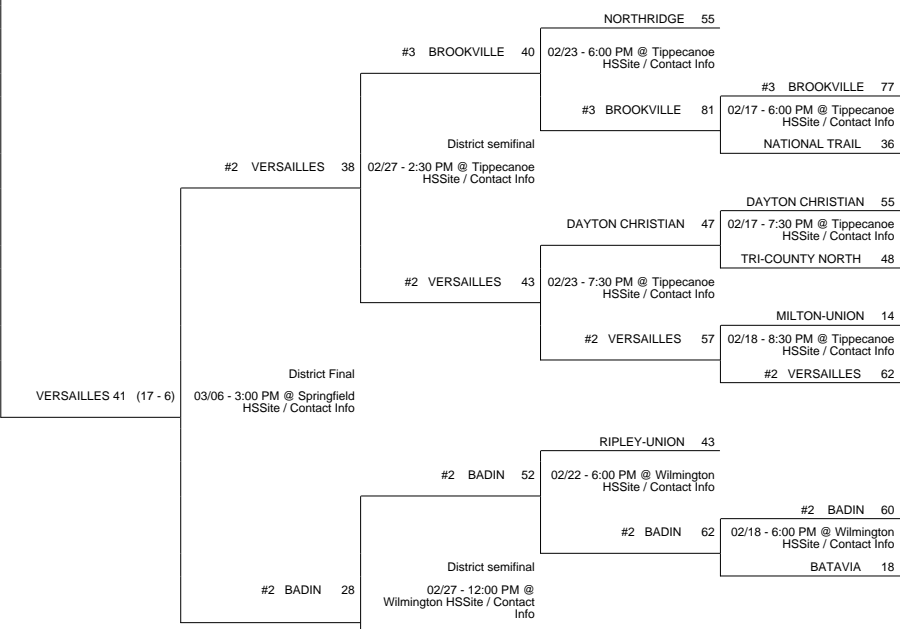 NORTHRIDGE 55
#3 BROOKVILLE 40
02/23 - 6:00 PM @ Tippecanoe
HSSite / Contact Info
#3 BROOKVILLE 77
#3 BROOKVILLE 81
02/17 - 6:00 PM @ Tippecanoe
HSSite / Contact Info
NATIONAL TRAIL 36
District semifinal
#2 VERSAILLES 38
02/27 - 2:30 PM @ Tippecanoe
HSSite / Contact Info
DAYTON CHRISTIAN 55
DAYTON CHRISTIAN 47
02/17 - 7:30 PM @ Tippecanoe
HSSite / Contact Info
TRI-COUNTY NORTH 48
#2 VERSAILLES 43
02/23 - 7:30 PM @ Tippecanoe
HSSite / Contact Info
MILTON-UNION 14
#2 VERSAILLES 57
02/18 - 8:30 PM @ Tippecanoe
HSSite / Contact Info
#2 VERSAILLES 62
District Final
VERSAILLES 41 (17 - 6)
03/06 - 3:00 PM @ Springfield
HSSite / Contact Info
RIPLEY-UNION 43
#2 BADIN 52
02/22 - 6:00 PM @ Wilmington
HSSite / Contact Info
#2 BADIN 60
#2 BADIN 62
02/18 - 6:00 PM @ Wilmington
HSSite / Contact Info
BATAVIA 18
District semifinal
#2 BADIN 28
02/27 - 12:00 PM @
Wilmington HSSite / Contact
Info